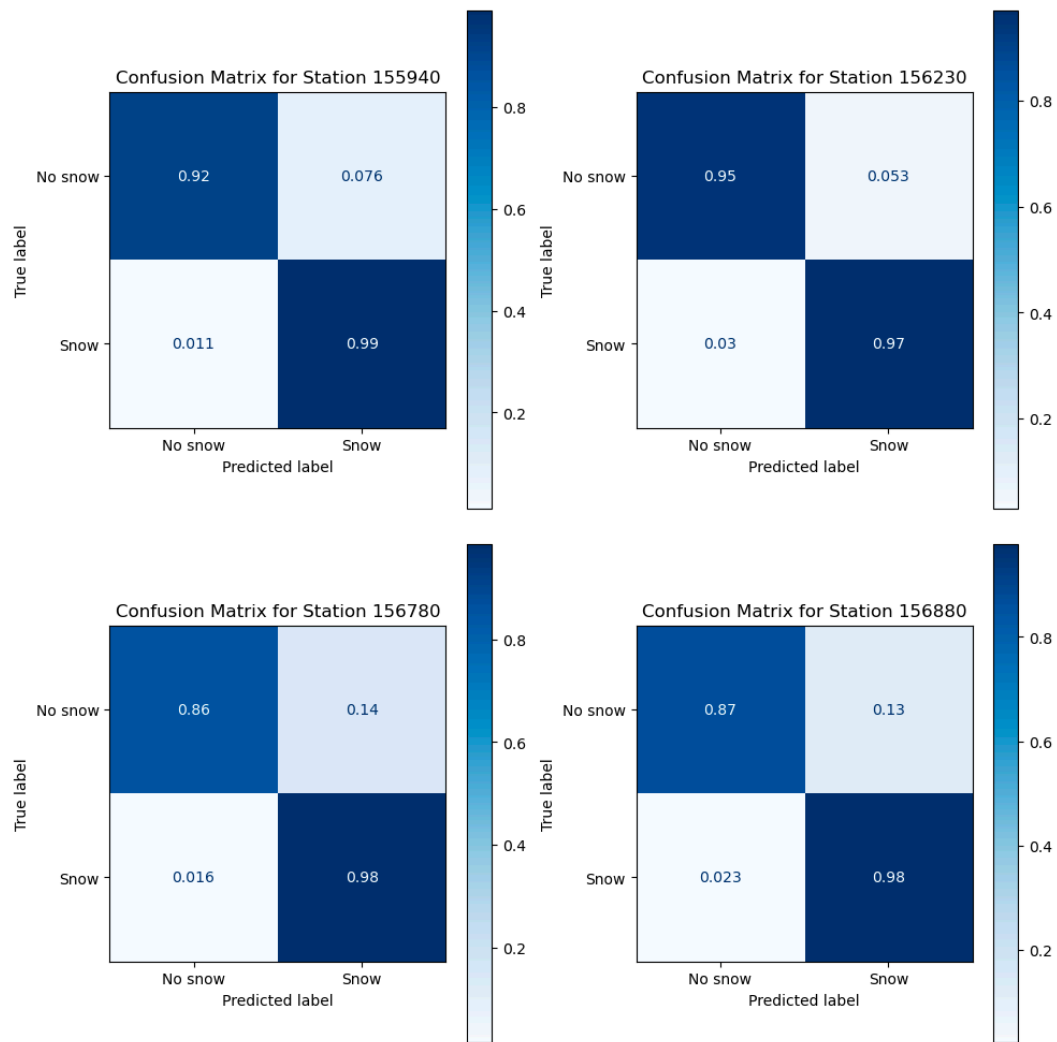 Confusion Matrix for Station 155940
No snow
Snow
True label
0.92
0.076
0.011
0.99
No snow
Snow
Predicted label
0.8
0.6
0.4
0.2
Confusion Matrix for Station 156230
No snow
Snow
True label
0.95
0.053
0.03
0.97
No snow
Snow
Predicted label
0.8
0.6
0.4
0.2
Confusion Matrix for Station 156780
No snow
Snow
True label
0.86
0.14
0.016
0.98
No snow
Snow
Predicted label
0.8
0.6
0.4
0.2
Confusion Matrix for Station 156880
No snow
Snow
True label
0.87
0.13
0.023
0.98
No snow
Snow
Predicted label
0.8
0.6
0.4
0.2